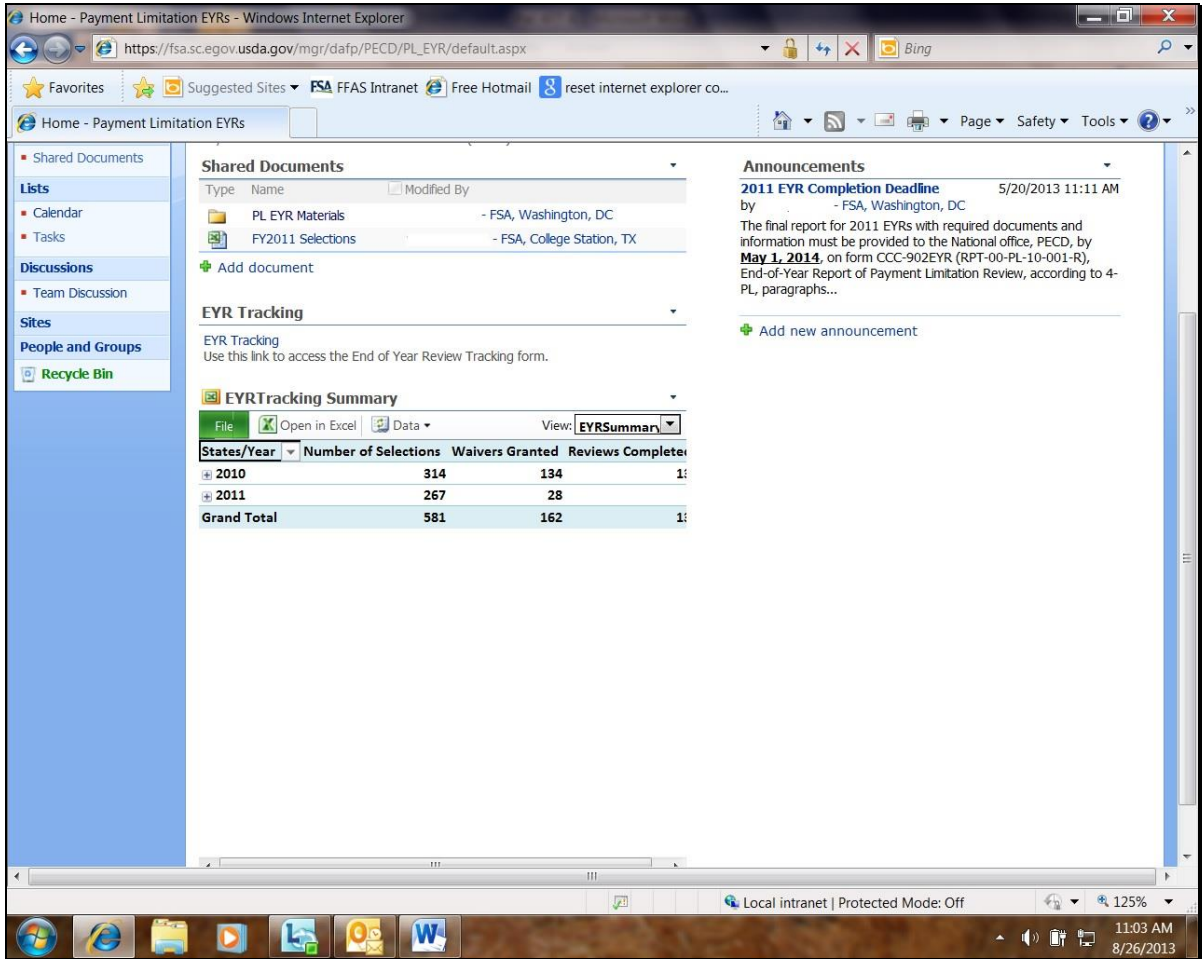 Home - Payment Limitation EYRs - Windows Internet Explorer
https://fsa.sc.egov.usda.gov/mgr/dafp/PECD/PL_EYR/default.aspx
Bing
Favorites Suggested Sites FSA FFAS Intranet Free Hotmail reset internet explorer co...
Home - Payment Limitation EYRs
Page Safety Tools
Shared Documents
Lists
Calendar
Tasks
Discussions
Team Discussion
Sites
People and Groups
Recycle Bin
Shared Documents
Type Name Modified By
PL EYR Materials - FSA, Washington, DC
FY2011 Selections - FSA, College Station, TX
Add document
EYR Tracking
EYR Tracking
Use this link to access the End of Year Review Tracking form.
EYRTracking Summary
File Open in Excel Data View: EYRSummary
States/Year Number of Selections Waivers Granted Reviews Completed
2010 314 134
2011 267 28
Grand Total 581 162
Announcements
2011 EYR Completion Deadline 5/20/2013 11:11 AM
by - FSA, Washington, DC
The final report for 2011 EYRs with required documents and
information must be provided to the National office, PECD, by
May 1, 2014, on form CCC-902EYR (RPT-00-PL-10-001-R),
End-of-Year Report of Payment Limitation Review, according to 4-
PL, paragraphs...
Add new announcement
Local intranet | Protected Mode: Off 125%
11:03 AM
8/26/2013